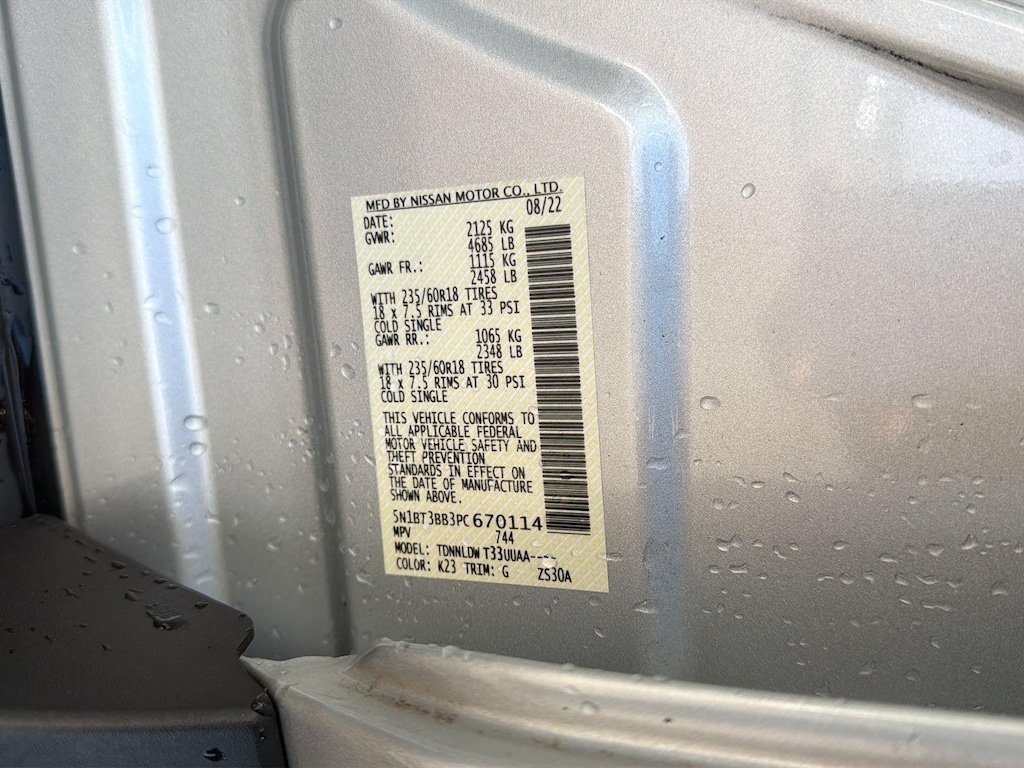 MFD BY NISSAN MOTOR CO., LTD.
DATE: 08/22
GVWR: 2125 KG
4685 LB
GAWR FR.: 1115 KG
2458 LB
WITH 235/60R18 TIRES
18 x 7.5 RIMS AT 33 PSI
COLD SINGLE
GAWR RR.: 1065 KG
2348 LB
WITH 235/60R18 TIRES
18 x 7.5 RIMS AT 30 PSI
COLD SINGLE
THIS VEHICLE CONFORMS TO
ALL APPLICABLE FEDERAL
MOTOR VEHICLE SAFETY AND
THEFT PREVENTION
STANDARDS IN EFFECT ON
THE DATE OF MANUFACTURE
SHOWN ABOVE.
5N1BT3BB3PC670114
MPV 744
MODEL: TDNNLDWT33UUAA----
COLOR: K23 TRIM: G ZS30A